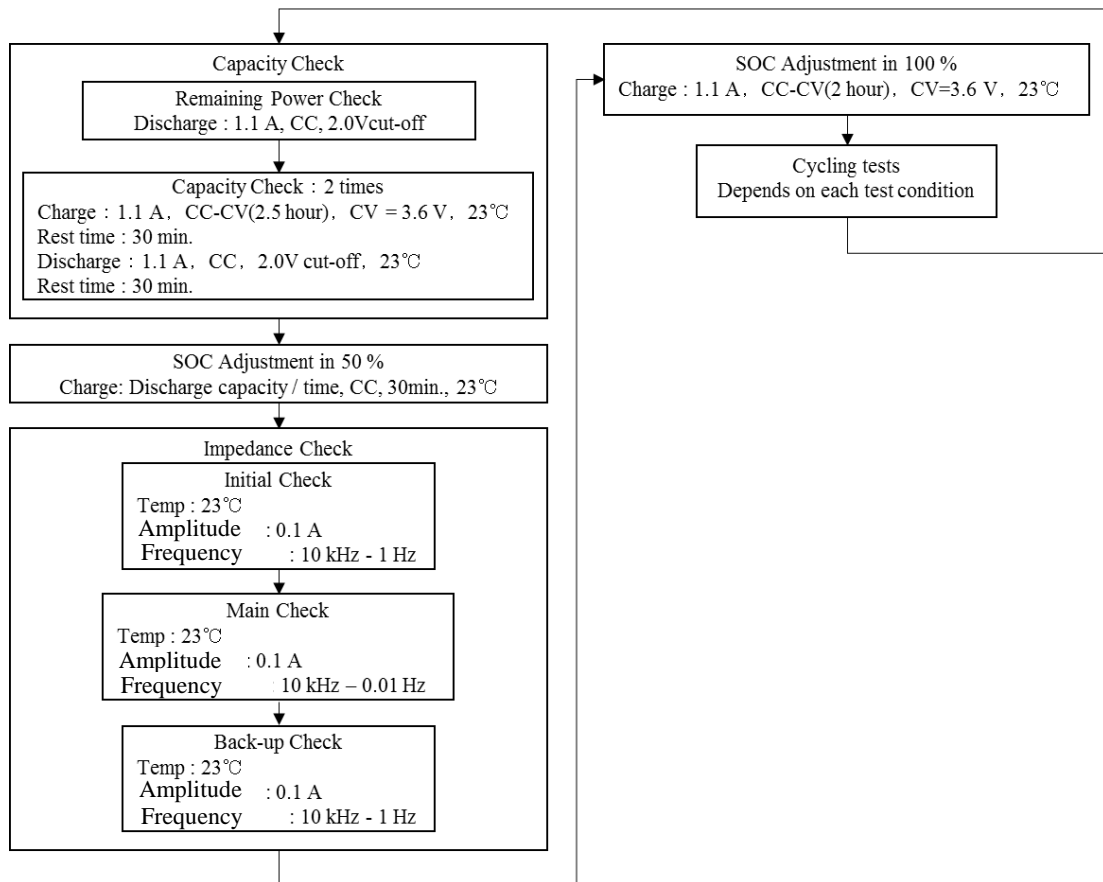 Capacity Check
Remaining Power Check
Discharge : 1.1 A, CC, 2.0Vcut-off
Capacity Check : 2 times
Charge : 1.1 A, CC-CV(2.5 hour), CV = 3.6 V, 23℃
Rest time : 30 min.
Discharge : 1.1 A, CC, 2.0V cut-off, 23℃
Rest time : 30 min.
SOC Adjustment in 50 %
Charge: Discharge capacity / time, CC, 30min., 23℃
Impedance Check
Initial Check
Temp : 23℃
Amplitude : 0.1 A
Frequency : 10 kHz - 1 Hz
Main Check
Temp : 23℃
Amplitude : 0.1 A
Frequency : 10 kHz – 0.01 Hz
Back-up Check
Temp : 23℃
Amplitude : 0.1 A
Frequency : 10 kHz - 1 Hz
SOC Adjustment in 100 %
Charge : 1.1 A, CC-CV(2 hour), CV=3.6 V, 23℃
Cycling tests
Depends on each test condition